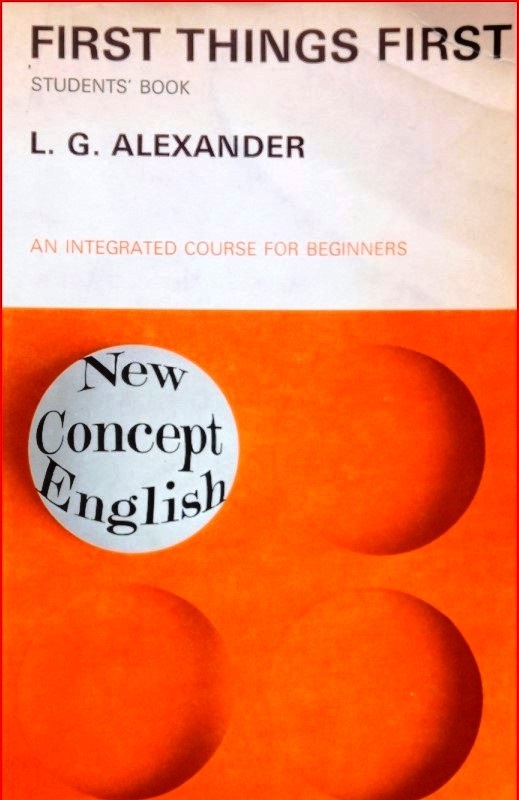 FIRST THINGS FIRST
STUDENTS' BOOK
L. G. ALEXANDER
AN INTEGRATED COURSE FOR BEGINNERS
New
Concept
English